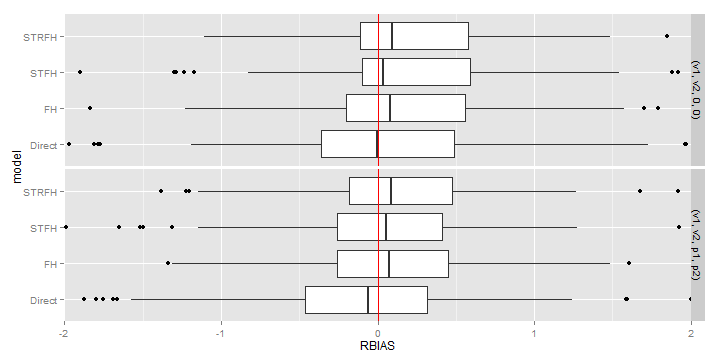 STRFH
STFH
FH
Direct
(v1, v2, 0, 0)
STRFH
STFH
FH
Direct
(v1, v2, p1, p2)
model
-2
-1
0
1
2
RBIAS